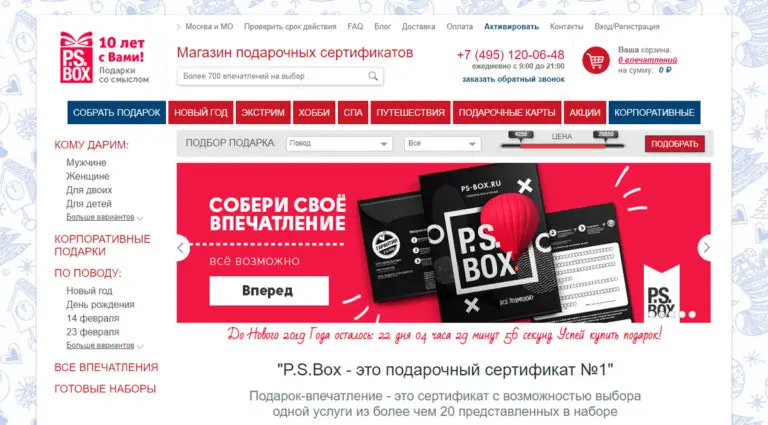 Москва и МО Проверить срок действия FAQ Блог Доставка Оплата Активировать Контакты Вход/Регистрация
P.S.
BOX
10 лет
с Вами!
Подарки
со смыслом
Магазин подарочных сертификатов
Более 700 впечатлений на выбор
+7 (495) 120-06-48
ежедневно с 9:00 до 21:00
заказать обратный звонок
Ваша корзина:
0 впечатлений
на сумму: 0 ₽
СОБРАТЬ ПОДАРОК НОВЫЙ ГОД ЭКСТРИМ ХОББИ СПА ПУТЕШЕСТВИЯ ПОДАРОЧНЫЕ КАРТЫ АКЦИИ КОРПОРАТИВНЫЕ
КОМУ ДАРИМ:
Мужчине
Женщине
Для двоих
Для детей
Больше вариантов
КОРПОРАТИВНЫЕ
ПОДАРКИ
ПО ПОВОДУ:
Новый год
День рождения
14 февраля
23 февраля
Больше вариантов
ВСЕ ВПЕЧАТЛЕНИЯ
ГОТОВЫЕ НАБОРЫ
ПОДБОР ПОДАРКА: Повод Все 4250 ЦЕНА ПОДОБРАТЬ
СОБЕРИ СВОЁ
ВПЕЧАТЛЕНИЕ
ВСЁ ВОЗМОЖНО
Вперед
PS-BOX.RU
P.S.
BOX
ВСЁ ВОЗМОЖНО
ГАРАНТИЯ
P.S.
BOX
До Нового 2019 Года осталось: 22 дня 04 часа 29 минут 56 секунд Успей купить подарок!
"P.S.Box - это подарочный сертификат №1"
Подарок-впечатление - это сертификат с возможностью выбора
одной услуги из более чем 20 представленных в наборе